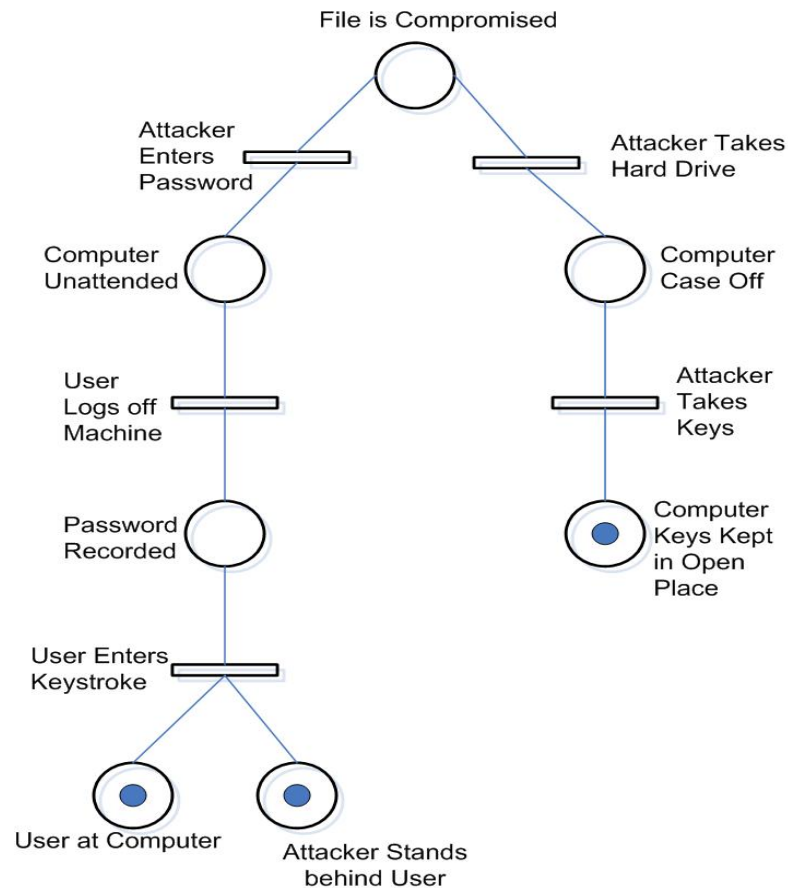 File is Compromised
Attacker
Enters
Password
Attacker Takes
Hard Drive
Computer
Unattended
Computer
Case Off
User
Logs off
Machine
Attacker
Takes
Keys
Password
Recorded
Computer
Keys Kept
in Open
Place
User Enters
Keystroke
User at Computer
Attacker Stands
behind User